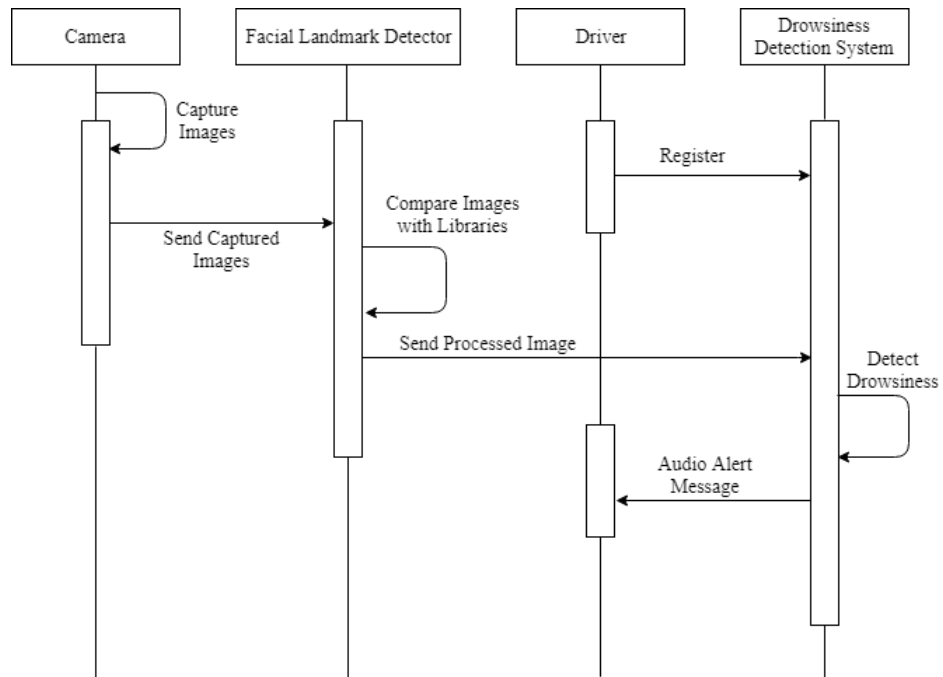 Camera
Facial Landmark Detector
Driver
Drowsiness
Detection System
Capture
Images
Register
Send Captured
Images
Compare Images
with Libraries
Send Processed Image
Detect
Drowsiness
Audio Alert
Message